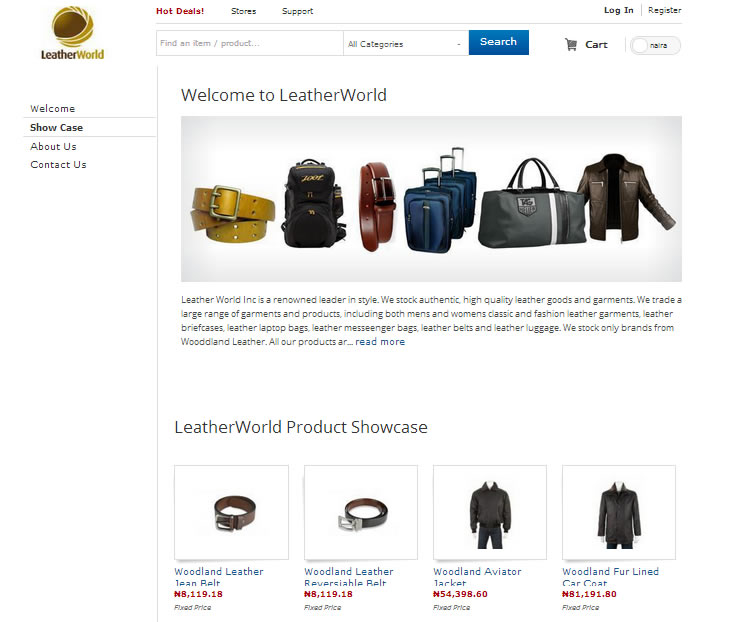 Hot Deals!
Stores
Support
Log In
Register
LeatherWorld
Find an item / product...
All Categories
Search
Cart
naira
Welcome
Show Case
About Us
Contact Us
Welcome to LeatherWorld
ZOOT
Leather World Inc is a renowned leader in style. We stock authentic, high quality leather goods and garments. We trade a
large range of garments and products, including both mens and womens classic and fashion leather garments, leather
briefcases, leather laptop bags, leather messeenger bags, leather belts and leather luggage. We stock only brands from
Wooddland Leather. All our products ar... read more
LeatherWorld Product Showcase
Woodland Leather
Jean Belt
₦8,119.18
Fixed Price
Woodland Leather
Reversiable Belt
₦8,119.18
Fixed Price
Woodland Aviator
Jacket
₦54,398.60
Fixed Price
Woodland Fur Lined
Car Coat
₦81,191.80
Fixed Price